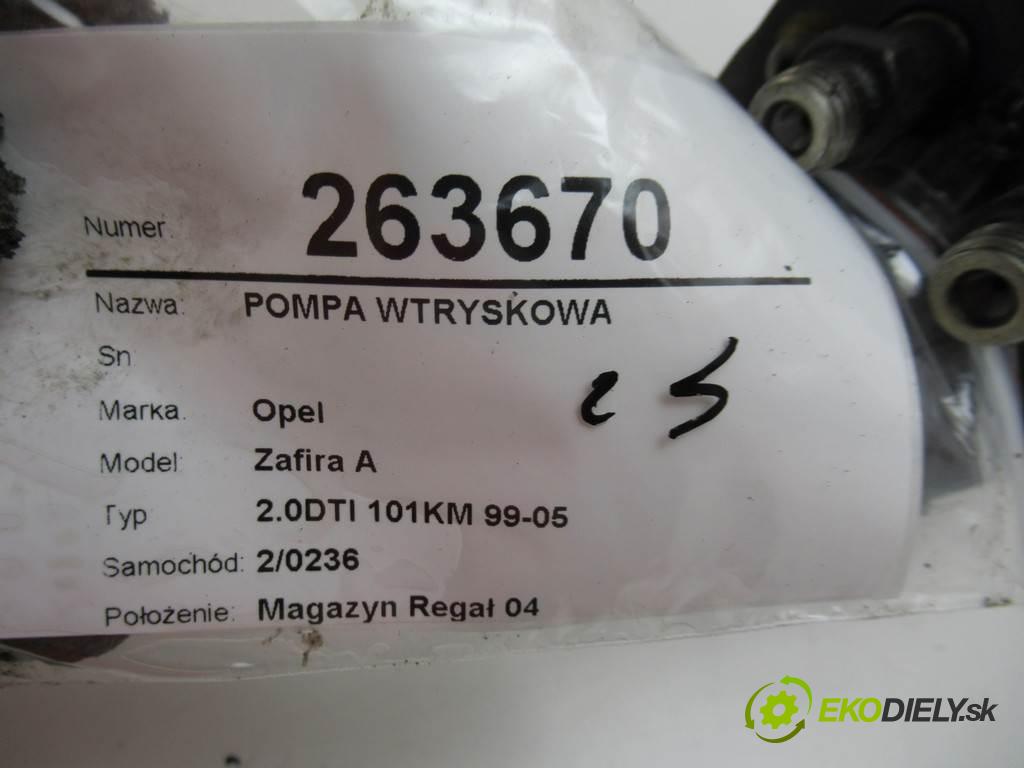 Numer. 263670
Nazwa: POMPA WTRYSKOWA
Sn
Marka. Opel
Model: Zafira A
Typ 2.0DTI 101KM 99-05
Samochód: 2/0236
Położenie: Magazyn Regał 04
EKODIELY.sk